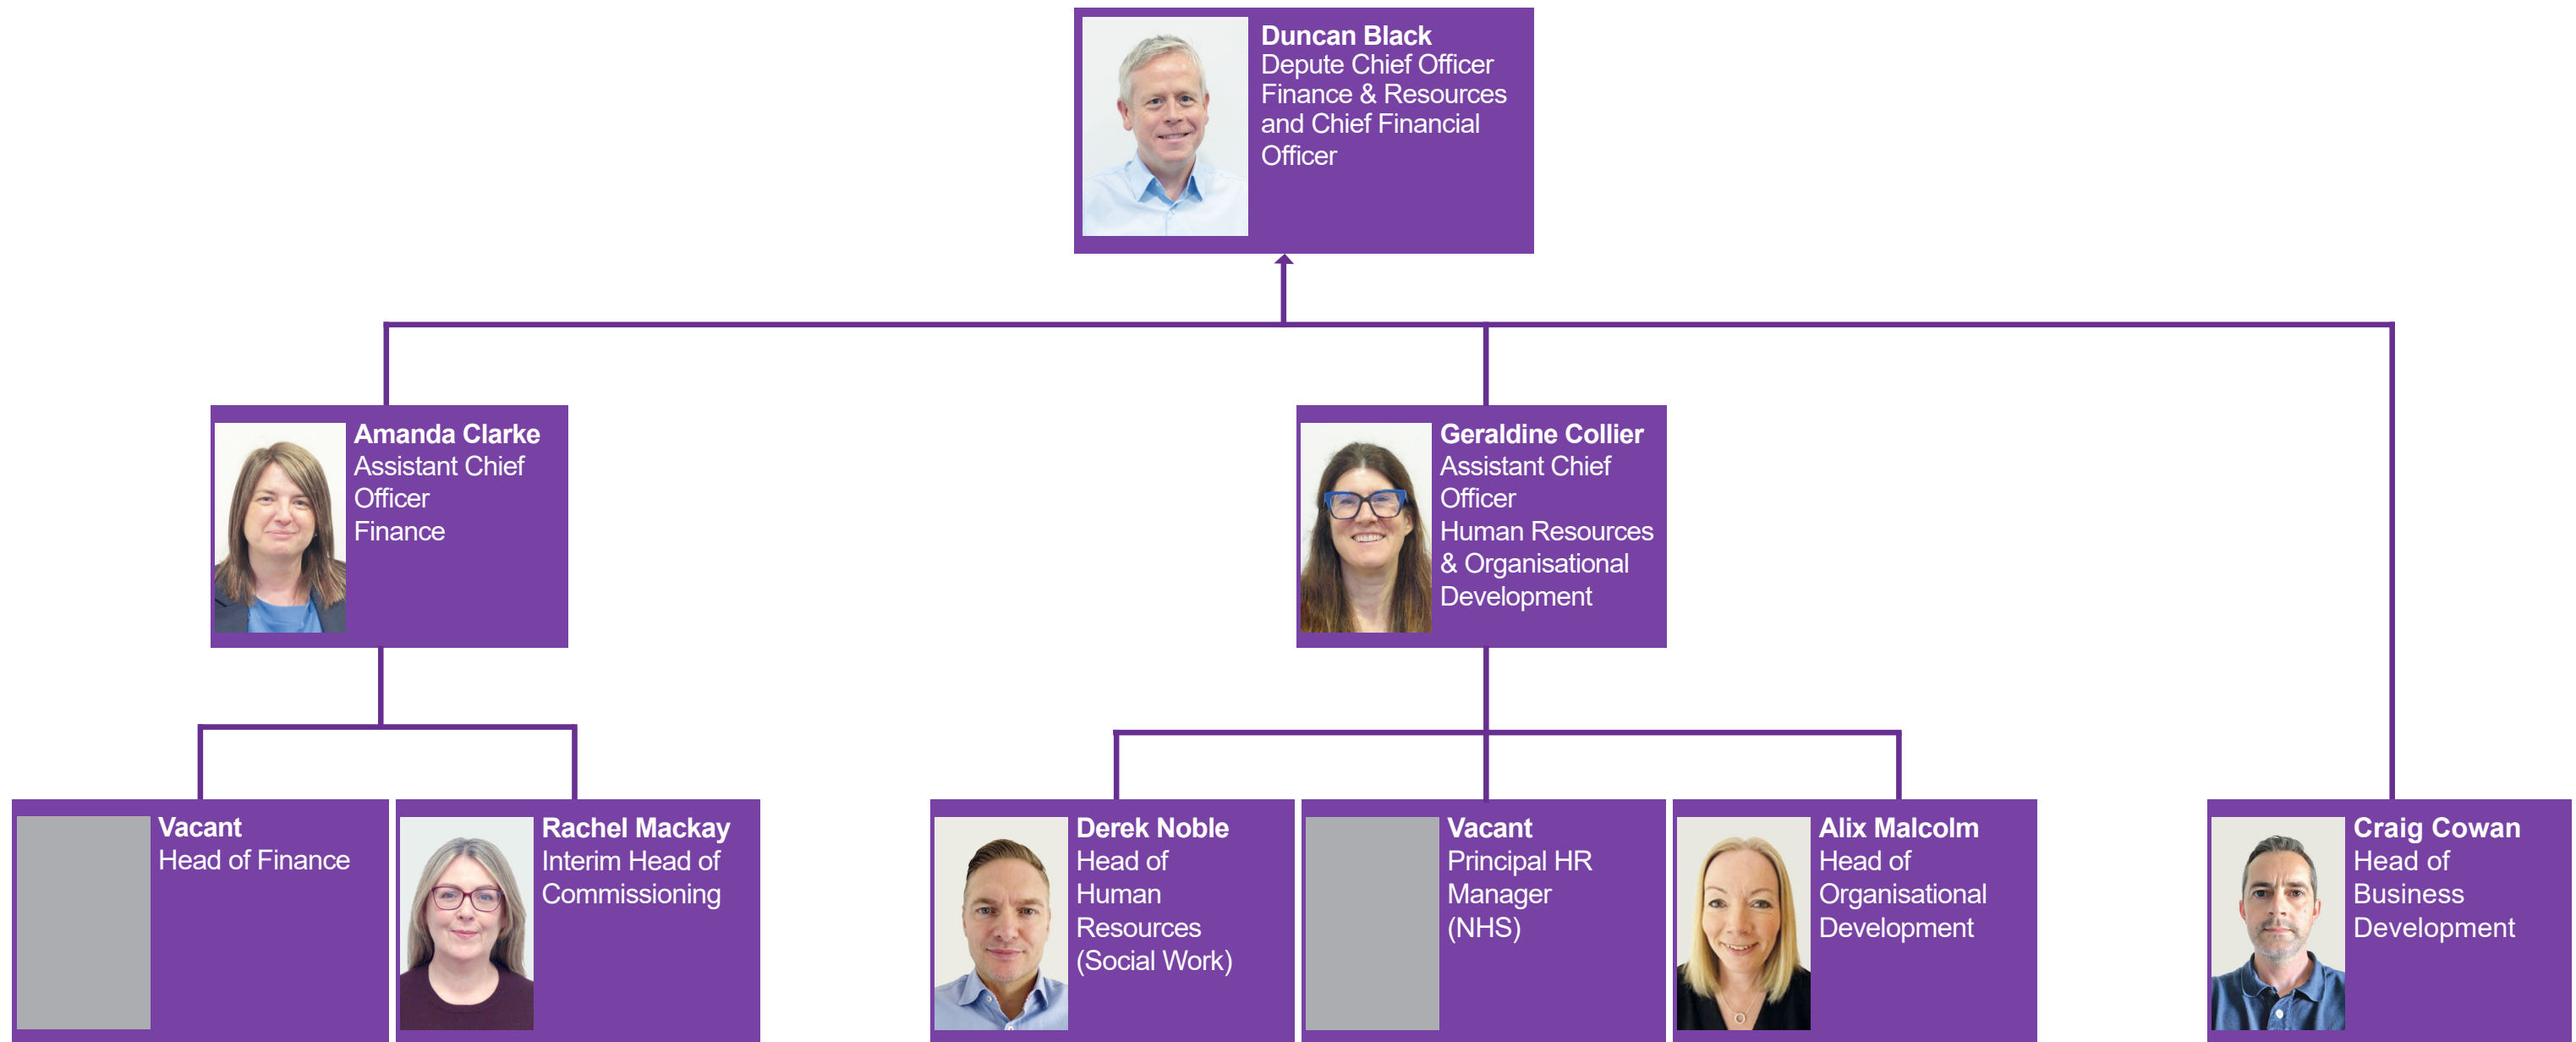 Duncan Black
Depute Chief Officer
Finance & Resources
and Chief Financial
Officer
Amanda Clarke
Assistant Chief
Officer
Finance
Geraldine Collier
Assistant Chief
Officer
Human Resources
& Organisational
Development
Vacant
Head of Finance
Rachel Mackay
Interim Head of
Commissioning
Derek Noble
Head of
Human
Resources
(Social Work)
Vacant
Principal HR
Manager
(NHS)
Alix Malcolm
Head of
Organisational
Development
Craig Cowan
Head of
Business
Development